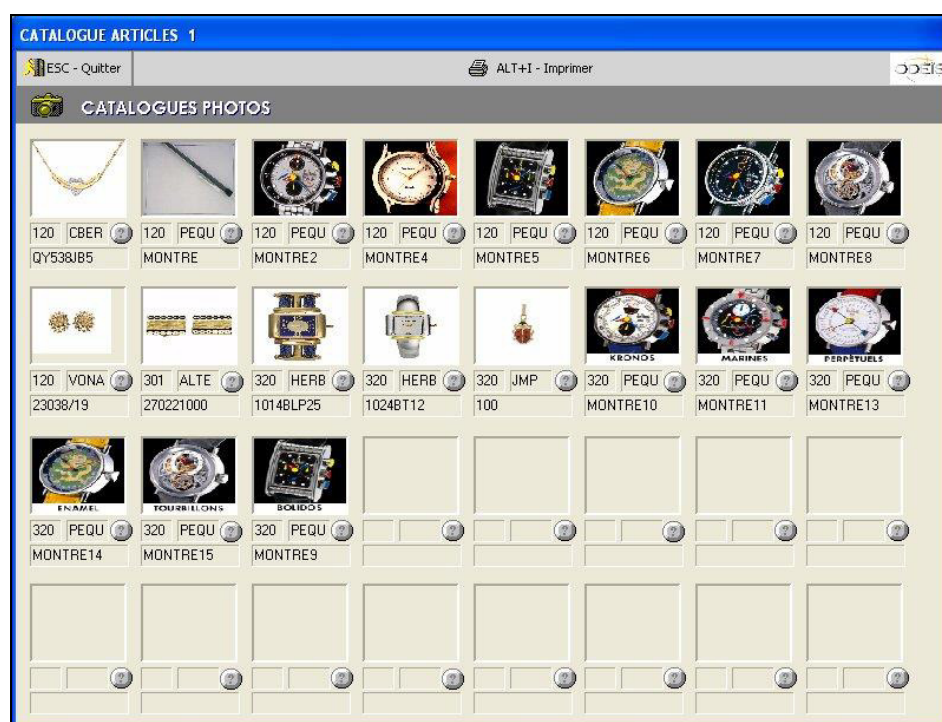 CATALOGUE ARTICLES 1
ESC - Quitter ALT+I - Imprimer
CATALOGUES PHOTOS
120 CBER ? 120 PEQU ? 120 PEQU ? 120 PEQU ? 120 PEQU ? 120 PEQU ? 120 PEQU ? 120 PEQU ?
QY538JB5 MONTRE MONTRE2 MONTRE4 MONTRE5 MONTRE6 MONTRE7 MONTRE8
KRONOS MARINES PERPÉTUELS
120 VONA ? 301 ALTE ? 320 HERB ? 320 HERB ? 320 JMP ? 320 PEQU ? 320 PEQU ? 320 PEQU ?
23038/19 270221000 1014BLP25 1024BT12 100 MONTRE10 MONTRE11 MONTRE13
ENAMEL TOURBILLONS BOLIDOS
320 PEQU ? 320 PEQU ? 320 PEQU ? ? ? ? ? ?
MONTRE14 MONTRE15 MONTRE9
? ? ? ? ? ? ? ?